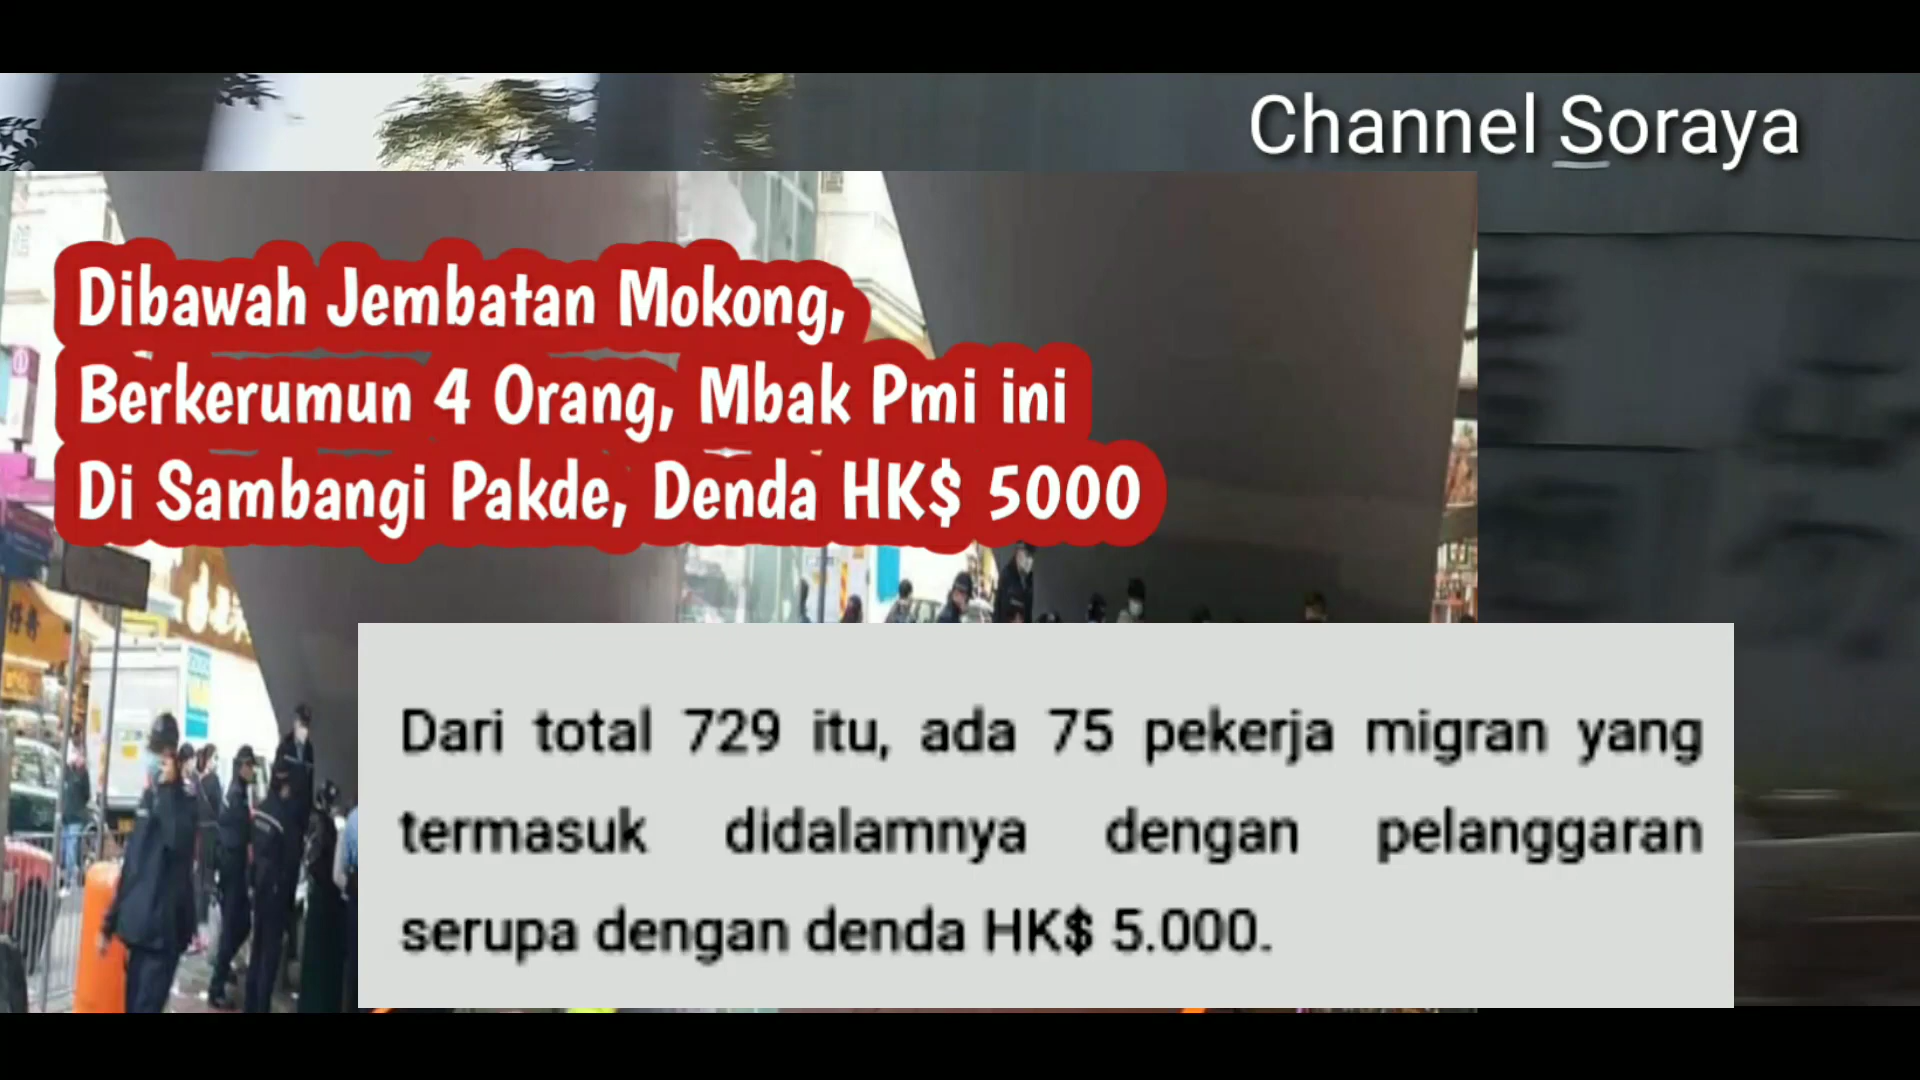 Channel Soraya
Dibawah Jembatan Mokong,
Berkerumun 4 Orang, Mbak Pmi ini
Di Sambangi Pakde, Denda HK$ 5000
Dari total 729 itu, ada 75 pekerja migran yang
termasuk didalamnya dengan pelanggaran
serupa dengan denda HK$ 5.000.